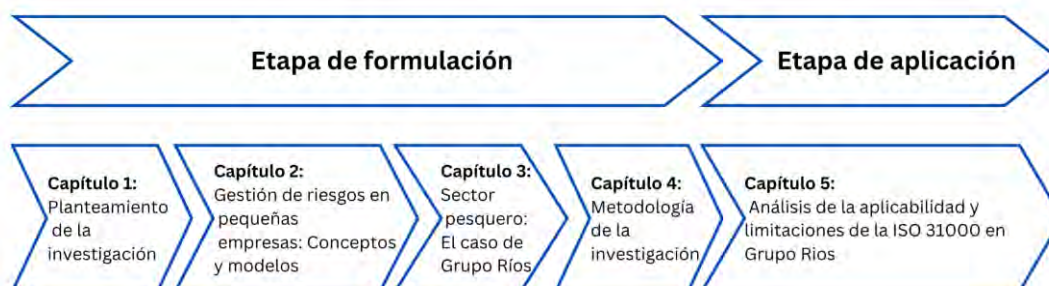 Etapa de formulación
Etapa de aplicación
Capítulo 1:
Planteamiento
de la
investigación
Capítulo 2:
Gestión de riesgos en
pequeñas
empresas: Conceptos
y modelos
Capítulo 3:
Sector
pesquero:
El caso de
Grupo Ríos
Capítulo 4:
Metodología
de la
investigación
Capítulo 5:
Análisis de la aplicabilidad y
limitaciones de la ISO 31000 en
Grupo Rios